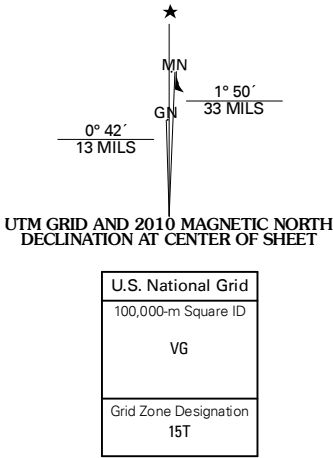 ★
MN
1° 50´
33 MILS
GN
0° 42´
13 MILS
UTM GRID AND 2010 MAGNETIC NORTH
DECLINATION AT CENTER OF SHEET
U.S. National Grid
100,000-m Square ID
VG
Grid Zone Designation
15T